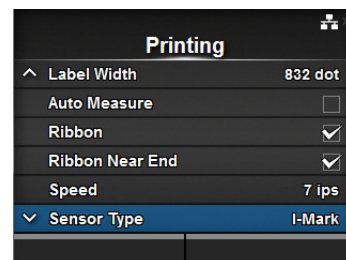 Printing
Label Width 832 dot
Auto Measure
Ribbon
Ribbon Near End
Speed 7 ips
Sensor Type I-Mark